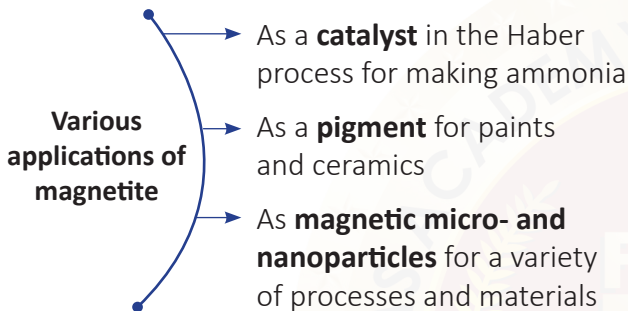 Various
applications of
magnetite
As a catalyst in the Haber
process for making ammonia
As a pigment for paints
and ceramics
As magnetic micro- and
nanoparticles for a variety
of processes and materials